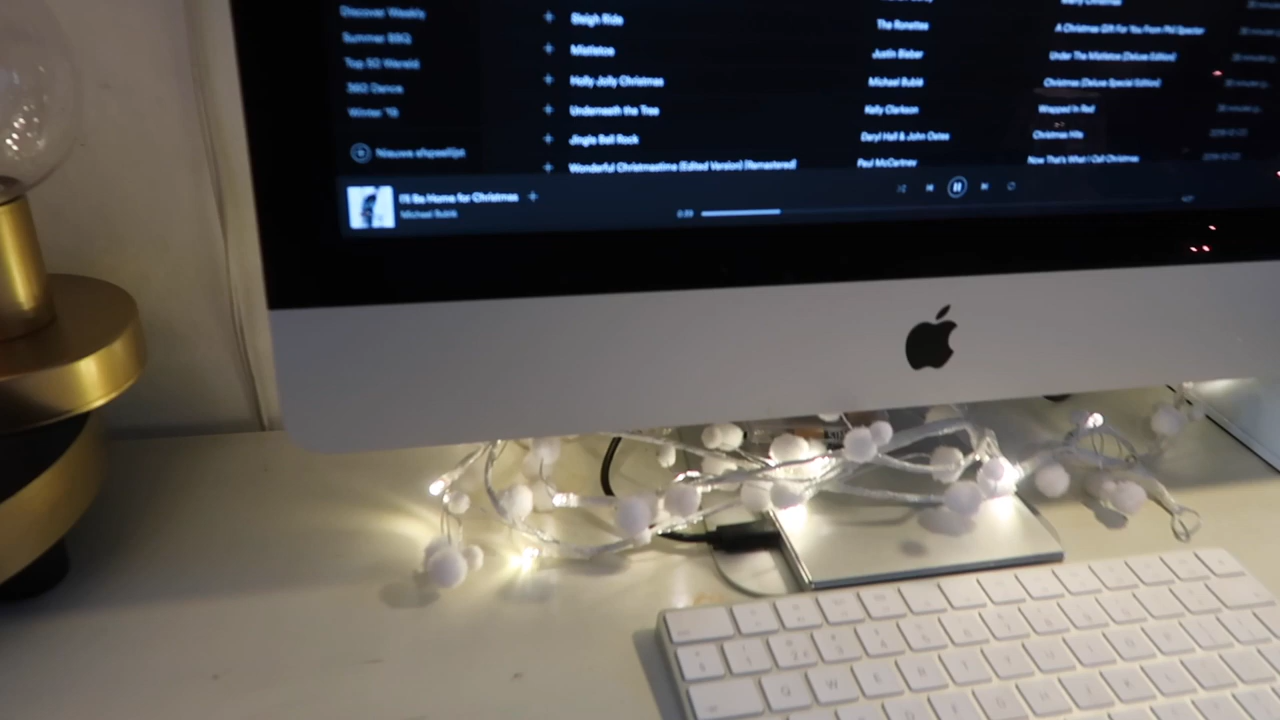 Discover Weekly
Summer BBQ
Top 50 Wereld
360 Dance
Winter '19
Nieuwe afspeellijst
Sleigh Ride The Ronettes A Christmas Gift For You From Phil Spector
Mistletoe Justin Bieber Under The Mistletoe (Deluxe Edition)
Holly Jolly Christmas Michael Bublé Christmas (Deluxe Special Edition)
Underneath the Tree Kelly Clarkson Wrapped In Red
Jingle Bell Rock Daryl Hall & John Oates Christmas Hits
Wonderful Christmastime (Edited Version) [Remastered] Paul McCartney Now That's What I Call Christmas
I'll Be Home for Christmas
Michael Bublé
Q W E R T Y